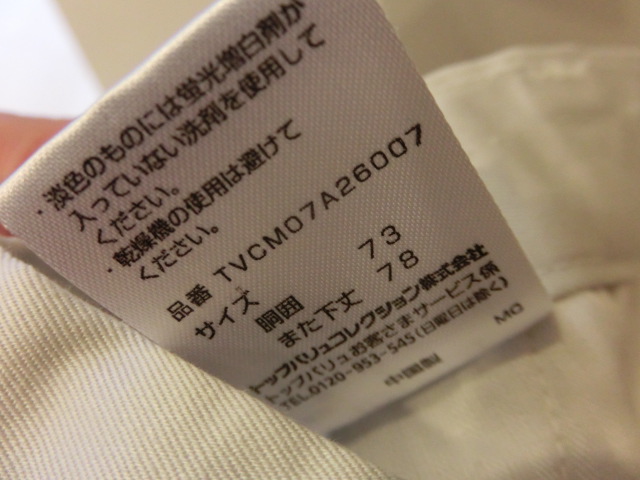 ・淡色のものには蛍光増白剤が
入っていない洗剤を使用して
ください。
・乾燥機の使用は避けて
ください。
品番 TVCM07A26007
サイズ 胴囲 73
また下丈 78
トップバリュコレクション株式会社
トップバリュお客さまサービス係
TEL0120-953-545(日曜日は除く)
中国製 MO